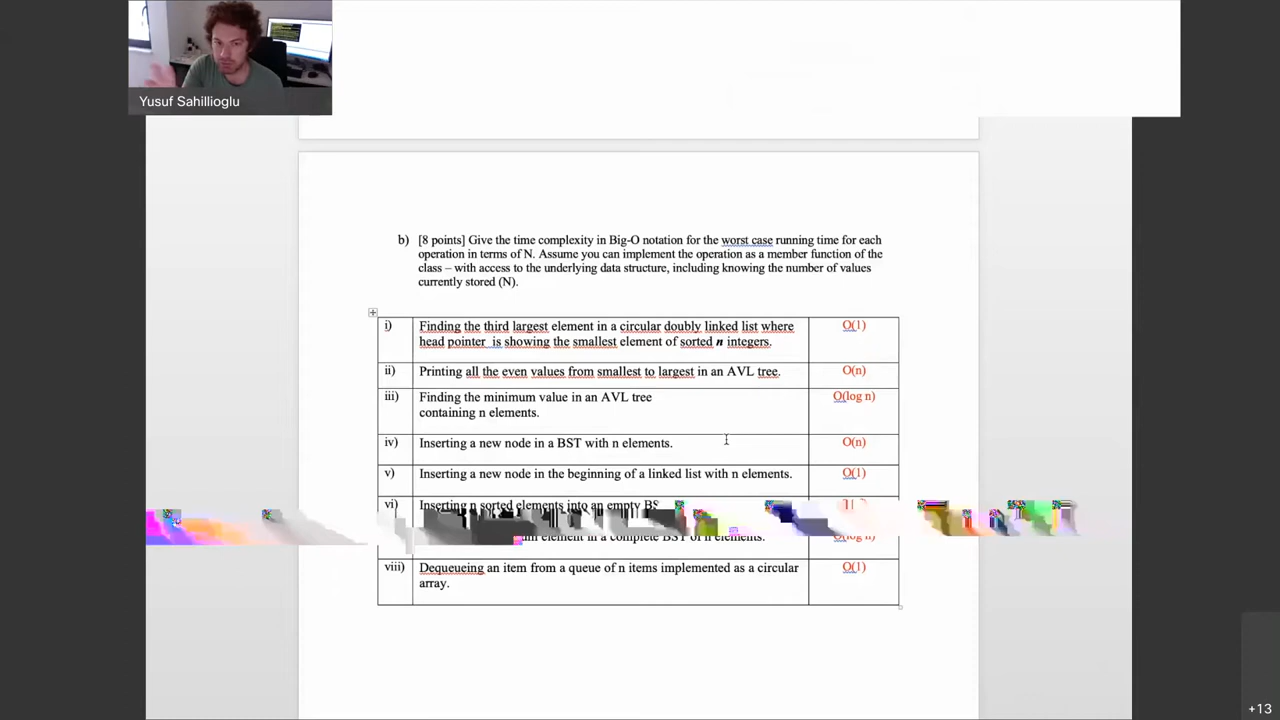 Yusuf Sahillioglu
b) [8 points] Give the time complexity in Big-O notation for the worst case running time for each
operation in terms of N. Assume you can implement the operation as a member function of the
class – with access to the underlying data structure, including knowing the number of values
currently stored (N).
i) Finding the third largest element in a circular doubly linked list where O(1)
head pointer is showing the smallest element of sorted n integers.
ii) Printing all the even values from smallest to largest in an AVL tree. O(n)
iii) Finding the minimum value in an AVL tree O(log n)
containing n elements.
iv) Inserting a new node in a BST with n elements. O(n)
v) Inserting a new node in the beginning of a linked list with n elements. O(1)
vi) Inserting n sorted elements into an empty
element in a complete BST of n elements. O(log n)
viii) Dequeueing an item from a queue of n items implemented as a circular O(1)
array.
+13